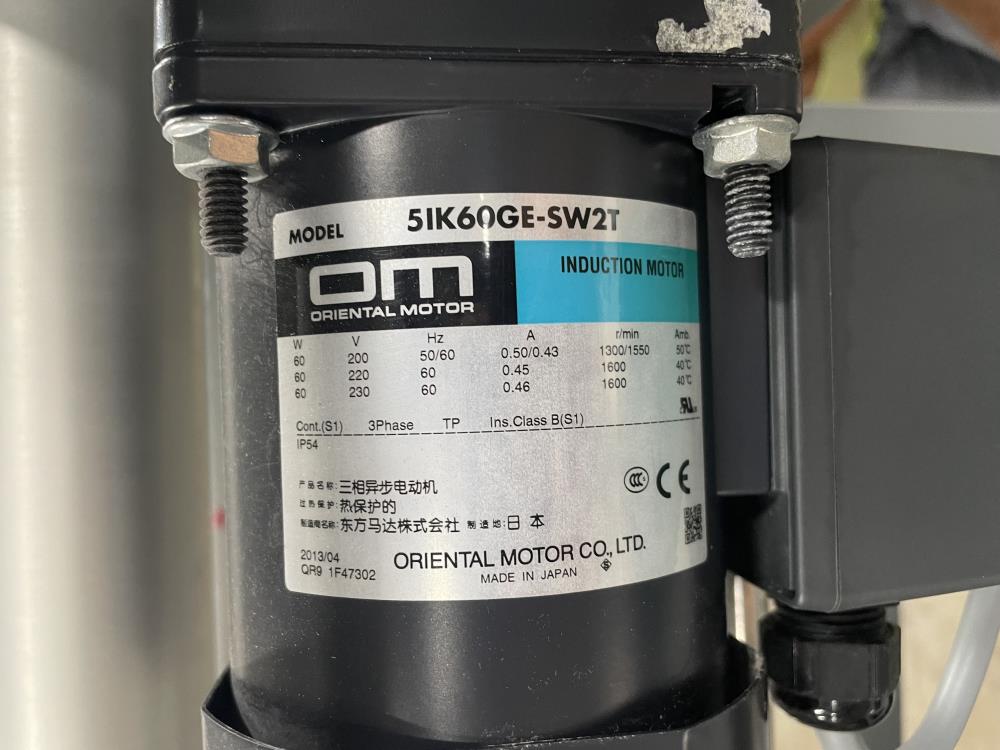 MODEL 5IK60GE-SW2T
om
ORIENTAL MOTOR
INDUCTION MOTOR
W V Hz A r/min Amb.
60 200 50/60 0.50/0.43 1300/1550 50℃
60 220 60 0.45 1600 40℃
60 230 60 0.46 1600 40℃
Cont.(S1) 3Phase TP Ins.Class B(S1)
IP54
产品名称:三相异步电动机
过热保护:热保护的
制造商名称:东方马达株式会社 制造地:日本
2013/04
QR9 1F47302
ORIENTAL MOTOR CO., LTD.
MADE IN JAPAN
CCC CE